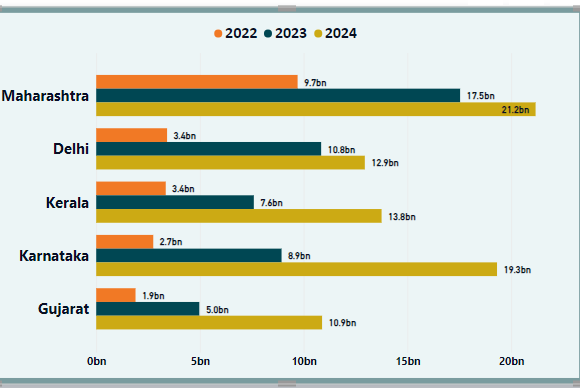 2022 2023 2024
Maharashtra
9.7bn
17.5bn
21.2bn
Delhi
3.4bn
10.8bn
12.9bn
Kerala
3.4bn
7.6bn
13.8bn
Karnataka
2.7bn
8.9bn
19.3bn
Gujarat
1.9bn
5.0bn
10.9bn
0bn 5bn 10bn 15bn 20bn